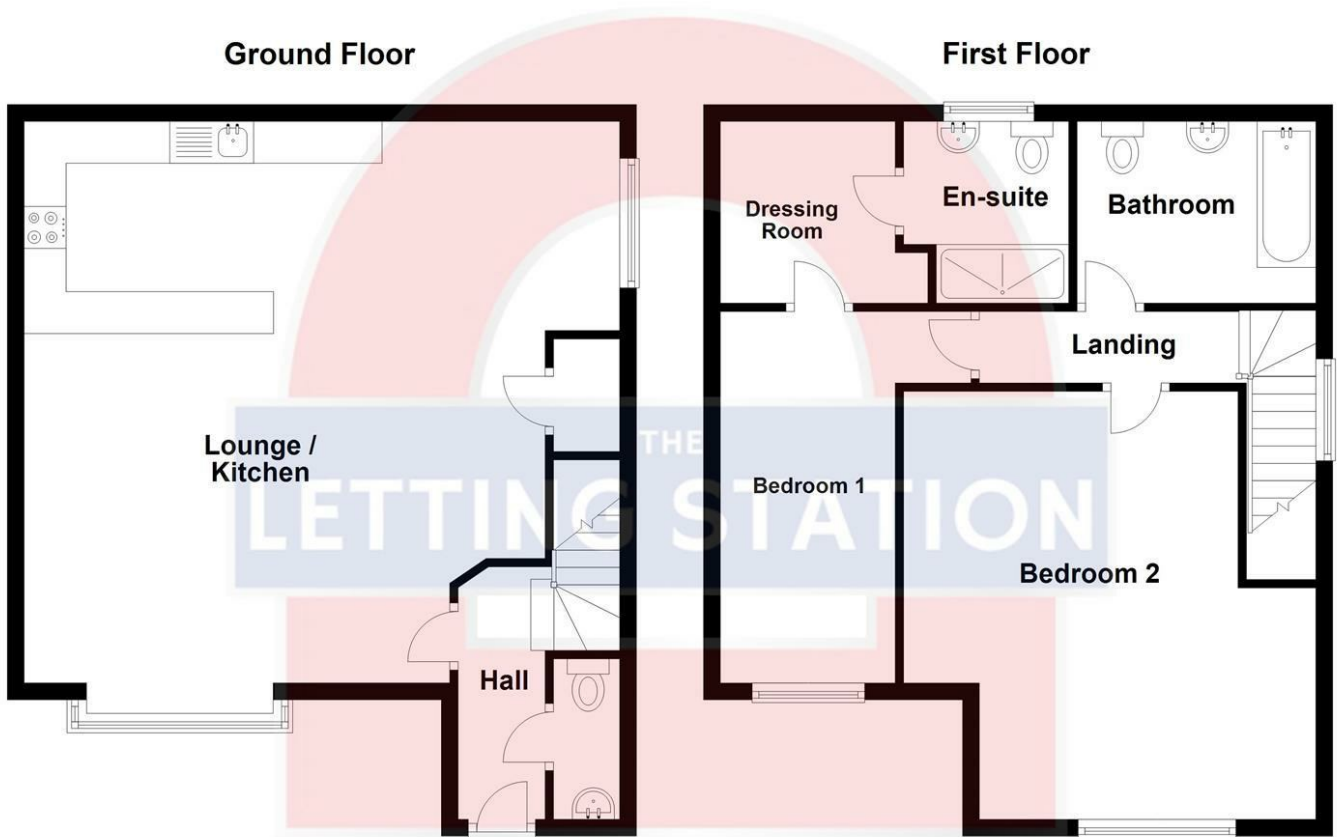 Ground Floor
First Floor
Dressing
Room
En-suite
Bathroom
Landing
Lounge /
Kitchen
THE
LETTING STATION
Bedroom 1
Bedroom 2
Hall